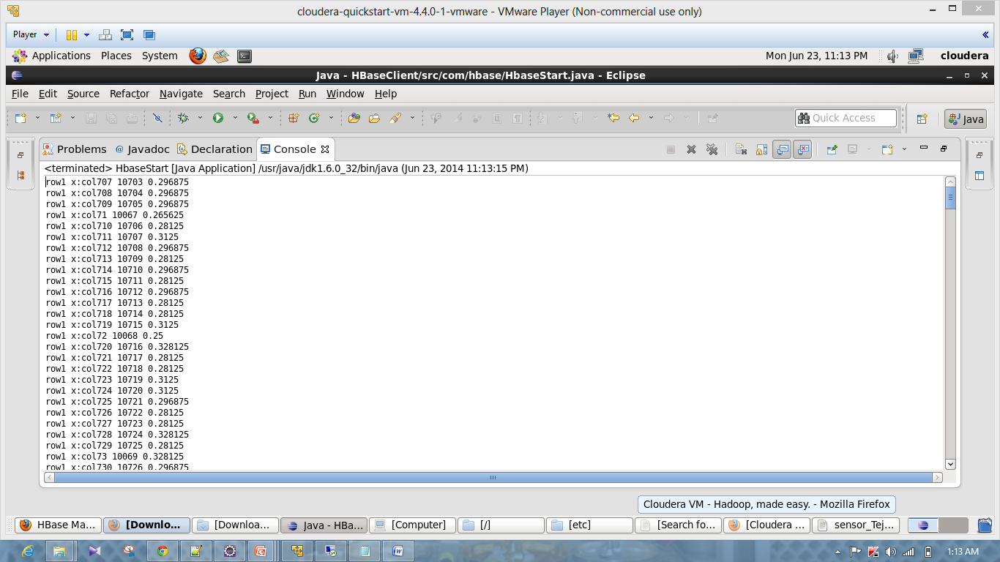 cloudera-quickstart-vm-4.4.0-1-vmware - VMware Player (Non-commercial use only)
Player
Applications Places System Mon Jun 23, 11:13 PM cloudera
Java - HBaseClient/src/com/hbase/HbaseStart.java - Eclipse
File Edit Source Refactor Navigate Search Project Run Window Help
Quick Access Java
Problems @ Javadoc Declaration Console
<terminated> HbaseStart [Java Application] /usr/java/jdk1.6.0_32/bin/java (Jun 23, 2014 11:13:15 PM)
row1 x:col707 10703 0.296875
row1 x:col708 10704 0.296875
row1 x:col709 10705 0.296875
row1 x:col71 10067 0.265625
row1 x:col710 10706 0.28125
row1 x:col711 10707 0.3125
row1 x:col712 10708 0.296875
row1 x:col713 10709 0.28125
row1 x:col714 10710 0.296875
row1 x:col715 10711 0.28125
row1 x:col716 10712 0.296875
row1 x:col717 10713 0.28125
row1 x:col718 10714 0.28125
row1 x:col719 10715 0.3125
row1 x:col72 10068 0.25
row1 x:col720 10716 0.328125
row1 x:col721 10717 0.28125
row1 x:col722 10718 0.28125
row1 x:col723 10719 0.3125
row1 x:col724 10720 0.3125
row1 x:col725 10721 0.296875
row1 x:col726 10722 0.28125
row1 x:col727 10723 0.28125
row1 x:col728 10724 0.328125
row1 x:col729 10725 0.28125
row1 x:col73 10069 0.328125
row1 x:col730 10726 0.296875
Cloudera VM - Hadoop, made easy. - Mozilla Firefox
HBase Ma... [Downlo... [Downloa... Java - HBa... [Computer] [/] [etc] [Search fo... [Cloudera ... sensor_Tej...
1:13 AM